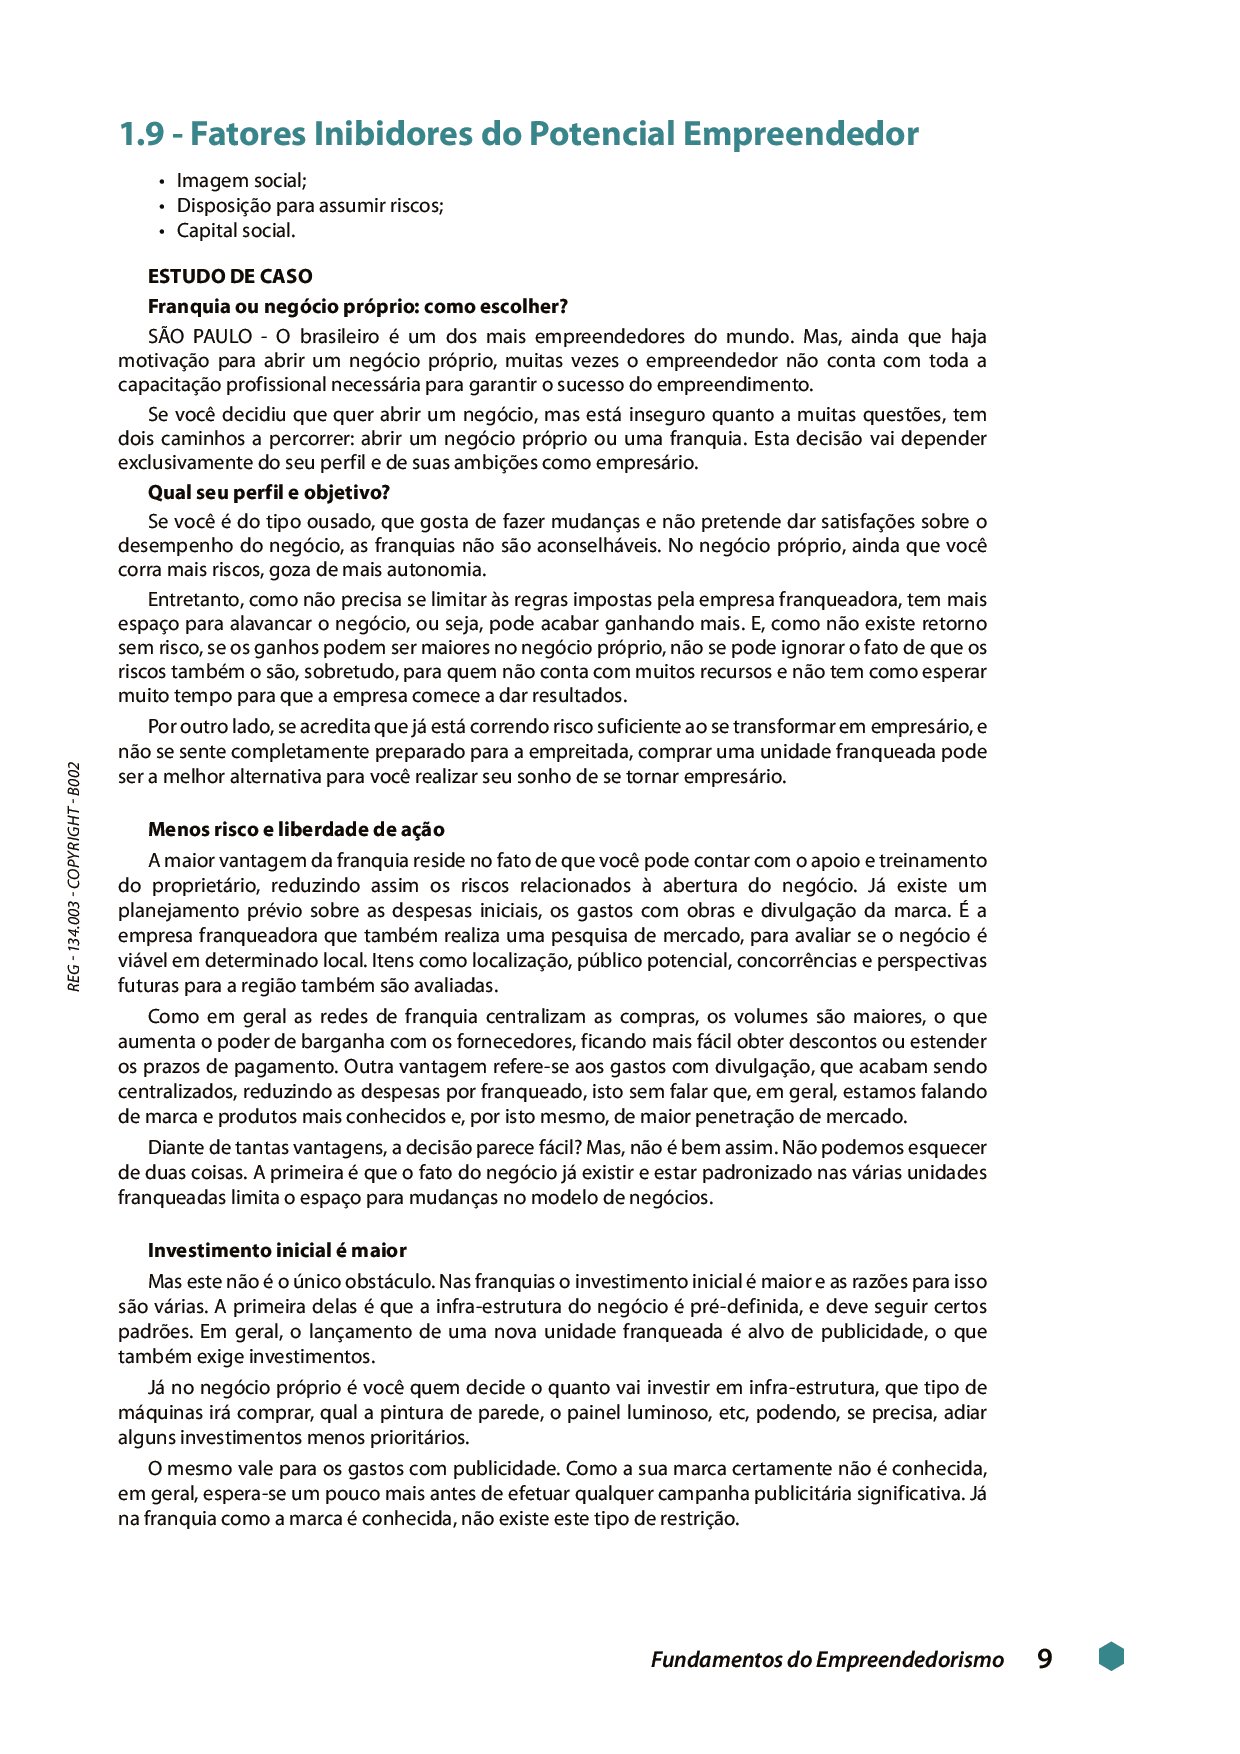 1.9 - Fatores Inibidores do Potencial Empreendedor
• Imagem social;
• Disposição para assumir riscos;
• Capital social.
ESTUDO DE CASO
Franquia ou negócio próprio: como escolher?
SÃO PAULO - O brasileiro é um dos mais empreendedores do mundo. Mas, ainda que haja
motivação para abrir um negócio próprio, muitas vezes o empreendedor não conta com toda a
capacitação profissional necessária para garantir o sucesso do empreendimento.
Se você decidiu que quer abrir um negócio, mas está inseguro quanto a muitas questões, tem
dois caminhos a percorrer: abrir um negócio próprio ou uma franquia. Esta decisão vai depender
exclusivamente do seu perfil e de suas ambições como empresário.
Qual seu perfil e objetivo?
Se você é do tipo ousado, que gosta de fazer mudanças e não pretende dar satisfações sobre o
desempenho do negócio, as franquias não são aconselháveis. No negócio próprio, ainda que você
corra mais riscos, goza de mais autonomia.
Entretanto, como não precisa se limitar às regras impostas pela empresa franqueadora, tem mais
espaço para alavancar o negócio, ou seja, pode acabar ganhando mais. E, como não existe retorno
sem risco, se os ganhos podem ser maiores no negócio próprio, não se pode ignorar o fato de que os
riscos também o são, sobretudo, para quem não conta com muitos recursos e não tem como esperar
muito tempo para que a empresa comece a dar resultados.
Por outro lado, se acredita que já está correndo risco suficiente ao se transformar em empresário, e
não se sente completamente preparado para a empreitada, comprar uma unidade franqueada pode
ser a melhor alternativa para você realizar seu sonho de se tornar empresário.
Menos risco e liberdade de ação
A maior vantagem da franquia reside no fato de que você pode contar com o apoio e treinamento
do proprietário, reduzindo assim os riscos relacionados à abertura do negócio. Já existe um
planejamento prévio sobre as despesas iniciais, os gastos com obras e divulgação da marca. É a
empresa franqueadora que também realiza uma pesquisa de mercado, para avaliar se o negócio é
viável em determinado local. Itens como localização, público potencial, concorrências e perspectivas
futuras para a região também são avaliadas.
Como em geral as redes de franquia centralizam as compras, os volumes são maiores, o que
aumenta o poder de barganha com os fornecedores, ficando mais fácil obter descontos ou estender
os prazos de pagamento. Outra vantagem refere-se aos gastos com divulgação, que acabam sendo
centralizados, reduzindo as despesas por franqueado, isto sem falar que, em geral, estamos falando
de marca e produtos mais conhecidos e, por isto mesmo, de maior penetração de mercado.
Diante de tantas vantagens, a decisão parece fácil? Mas, não é bem assim. Não podemos esquecer
de duas coisas. A primeira é que o fato do negócio já existir e estar padronizado nas várias unidades
franqueadas limita o espaço para mudanças no modelo de negócios.
Investimento inicial é maior
Mas este não é o único obstáculo. Nas franquias o investimento inicial é maior e as razões para isso
são várias. A primeira delas é que a infra-estrutura do negócio é pré-definida, e deve seguir certos
padrões. Em geral, o lançamento de uma nova unidade franqueada é alvo de publicidade, o que
também exige investimentos.
Já no negócio próprio é você quem decide o quanto vai investir em infra-estrutura, que tipo de
máquinas irá comprar, qual a pintura de parede, o painel luminoso, etc, podendo, se precisa, adiar
alguns investimentos menos prioritários.
O mesmo vale para os gastos com publicidade. Como a sua marca certamente não é conhecida,
em geral, espera-se um pouco mais antes de efetuar qualquer campanha publicitária significativa. Já
na franquia como a marca é conhecida, não existe este tipo de restrição.
REG - 134.003 - COPYRIGHT - B002
Fundamentos do Empreendedorismo 9